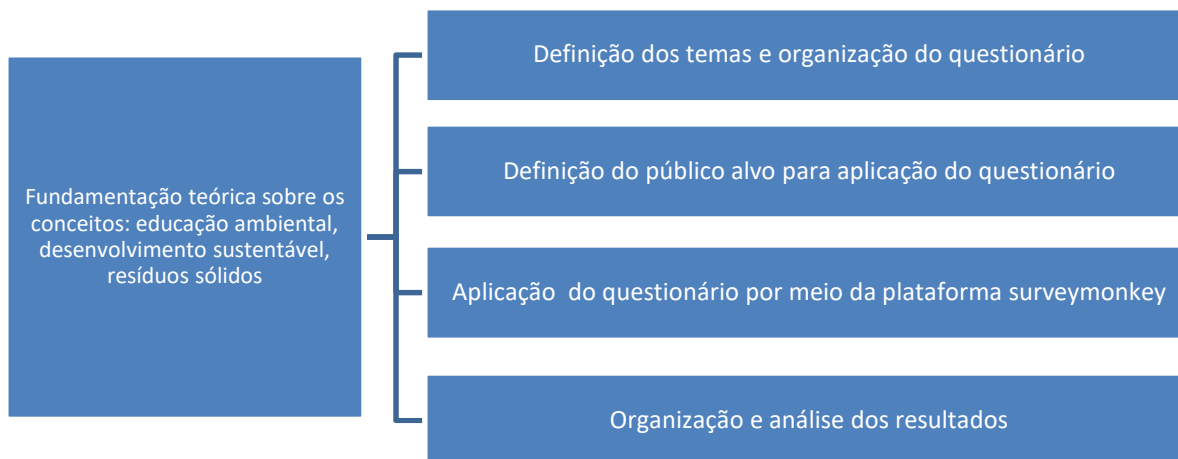 Fundamentação teórica sobre os
conceitos: educação ambiental,
desenvolvimento sustentável,
resíduos sólidos
Definição dos temas e organização do questionário
Definição do público alvo para aplicação do questionário
Aplicação  do questionário por meio da plataforma surveymonkey
Organização e análise dos resultados